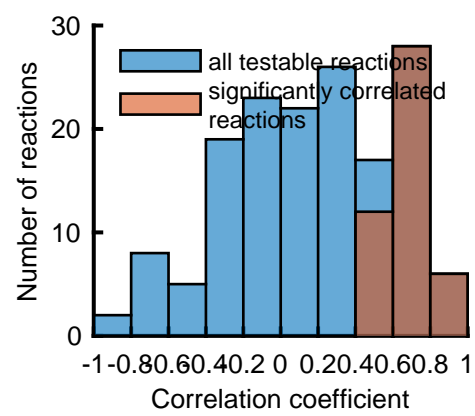 30
20
10
0
Number of reactions
all testable reactions
significantly correlated
reactions
-1 -0.8 -0.6 -0.4 -0.2 0 0.2 0.4 0.6 0.8 1
Correlation coefficient